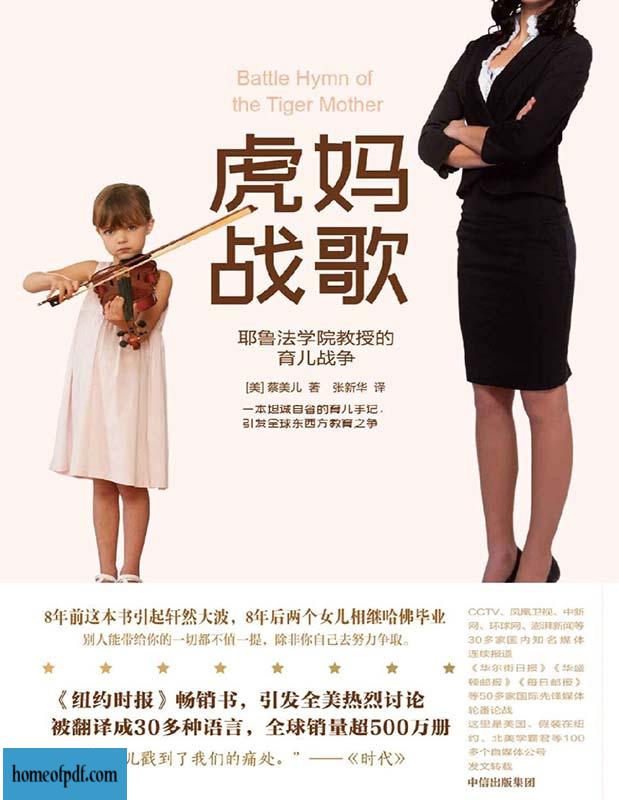 Battle Hymn of
the Tiger Mother
虎妈
战歌
耶鲁法学院教授的
育儿战争
[美]蔡美儿 著 张新华 译
一本坦诚自省的育儿手记，
引发全球东西方教育之争
8年前这本书引起轩然大波，8年后两个女儿相继哈佛毕业
别人能带给你的一切都不值一提，除非你自己去努力争取。
《纽约时报》畅销书，引发全美热烈讨论
被翻译成30多种语言，全球销量超500万册
儿戳到了我们的痛处。”——《时代》
CCTV、凤凰卫视、中新
网、环球网、澎湃新闻等
30多家国内知名媒体
连续报道
《华尔街日报》《华盛
顿邮报》《每日邮报》
等50多家国际先锋媒体
轮番论战
这里是美国、假装在纽
约、北美学霸君等100
多个自媒体公号
发文转载
中信出版集团
homeofpdf.com